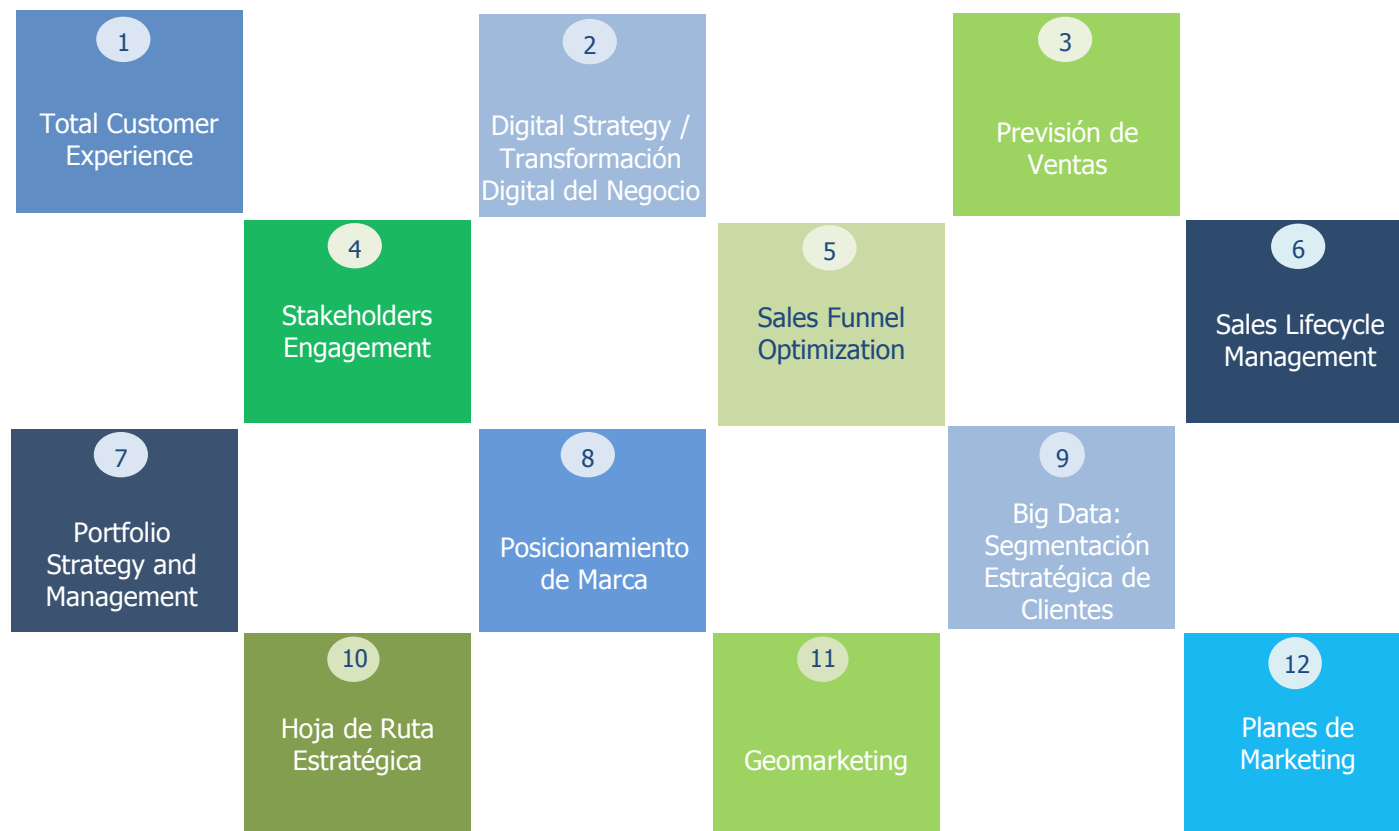 1
Total Customer
Experience
2
Digital Strategy /
Transformación
Digital del Negocio
3
Previsión de
Ventas
4
Stakeholders
Engagement
5
Sales Funnel
Optimization
6
Sales Lifecycle
Management
7
Portfolio
Strategy and
Management
8
Posicionamiento
de Marca
9
Big Data:
Segmentación
Estratégica de
Clientes
10
Hoja de Ruta
Estratégica
11
Geomarketing
12
Planes de
Marketing